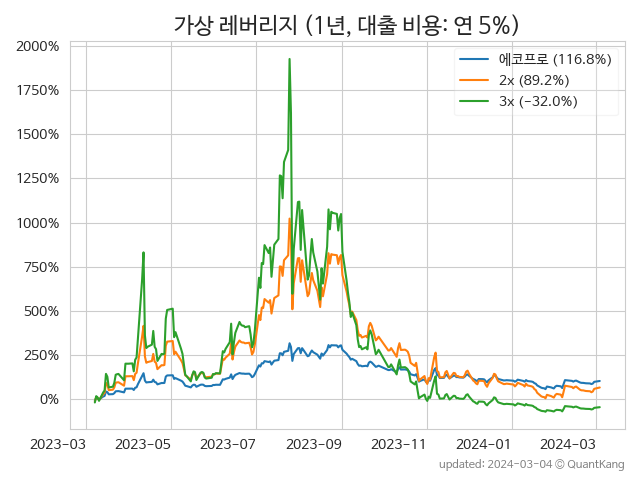 가상 레버리지 (1년, 대출 비용: 연 5%)
에코프로 (116.8%)
2x (89.2%)
3x (−32.0%)
2000%
1750%
1500%
1250%
1000%
750%
500%
250%
0%
2023-03 2023-05 2023-07 2023-09 2023-11 2024-01 2024-03
updated: 2024-03-04 © QuantKang